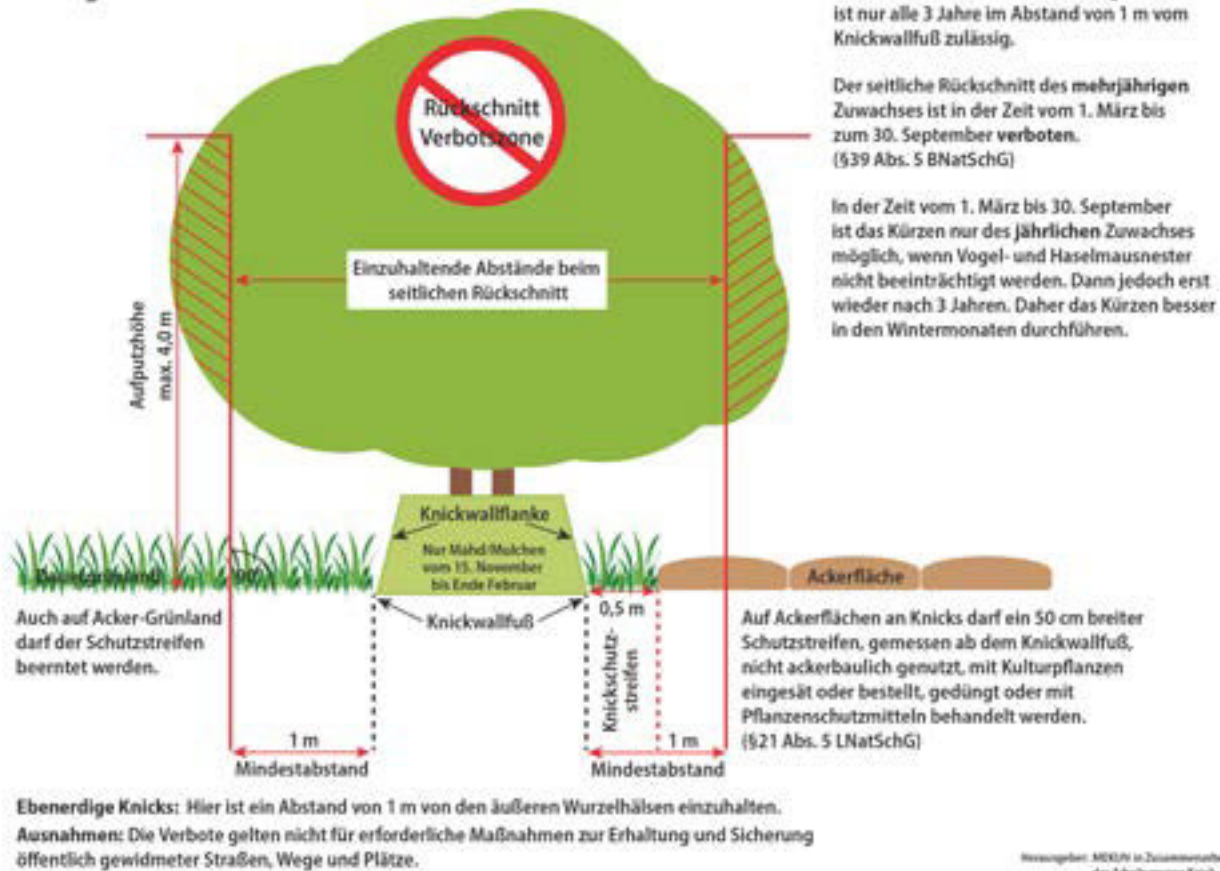 ist nur alle 3 Jahre im Abstand von 1 m vom
Knickwallfuß zulässig.
Der seitliche Rückschnitt des mehrjährigen
Zuwachses ist in der Zeit vom 1. März bis
zum 30. September verboten.
(§39 Abs. 5 BNatSchG)
In der Zeit vom 1. März bis 30. September
ist das Kürzen nur des jährlichen Zuwachses
möglich, wenn Vogel- und Haselmausnester
nicht beeinträchtigt werden. Dann jedoch erst
wieder nach 3 Jahren. Daher das Kürzen besser
in den Wintermonaten durchführen.
Rückschnitt
Verbotszone
Einzuhaltende Abstände beim
seitlichen Rückschnitt
Aufputzhöhe
max. 4,0 m
Knickwallflanke
Nur Mahd/Mulchen
vom 15. November
bis Ende Februar
Dauergrünland
90°
Ackerfläche
Knickwallfuß
0,5 m
Knickschutz-
streifen
Auch auf Acker-Grünland
darf der Schutzstreifen
beerntet werden.
Auf Ackerflächen an Knicks darf ein 50 cm breiter
Schutzstreifen, gemessen ab dem Knickwallfuß,
nicht ackerbaulich genutzt, mit Kulturpflanzen
eingesät oder bestellt, gedüngt oder mit
Pflanzenschutzmitteln behandelt werden.
(§21 Abs. 5 LNatSchG)
1 m
Mindestabstand
1 m
Mindestabstand
Ebenerdige Knicks: Hier ist ein Abstand von 1 m von den äußeren Wurzelhälsen einzuhalten.
Ausnahmen: Die Verbote gelten nicht für erforderliche Maßnahmen zur Erhaltung und Sicherung
öffentlich gewidmeter Straßen, Wege und Plätze.
Herausgeber: MEKUN in